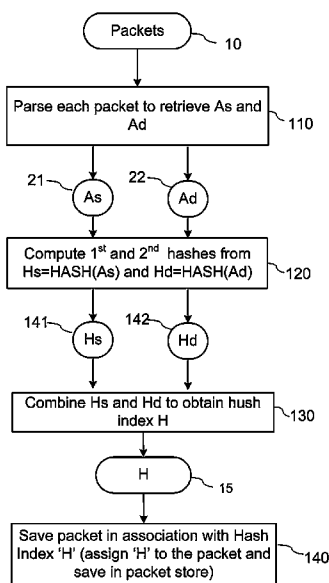 Packets
10
Parse each packet to retrieve As and
Ad
110
21
As
22
Ad
Compute 1st and 2nd hashes from
Hs=HASH(As) and Hd=HASH(Ad)
120
141
Hs
142
Hd
Combine Hs and Hd to obtain hush
index H
130
H
15
Save packet in association with Hash
Index ‘H’ (assign ‘H’ to the packet and
save in packet store)
140